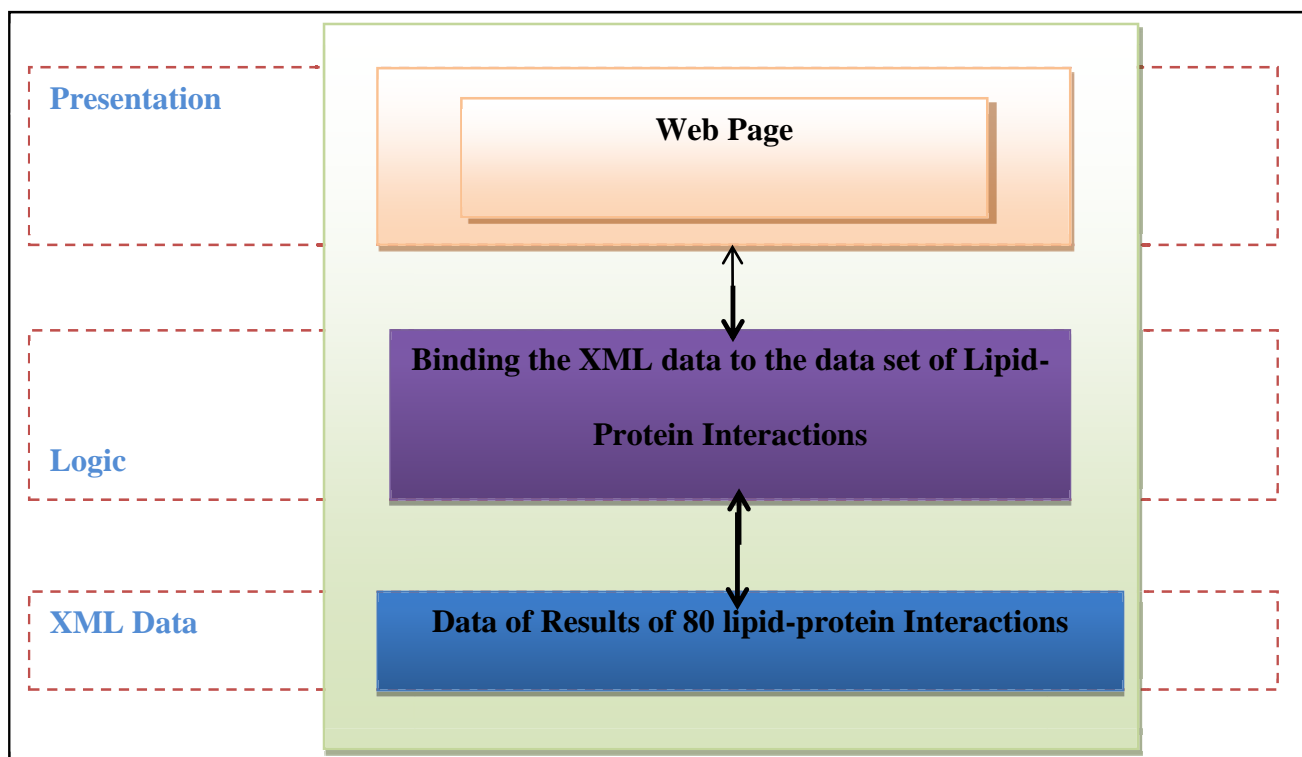 Presentation
Web Page
Binding the XML data to the data set of Lipid-
Protein Interactions
Logic
XML Data
Data of Results of 80 lipid-protein Interactions